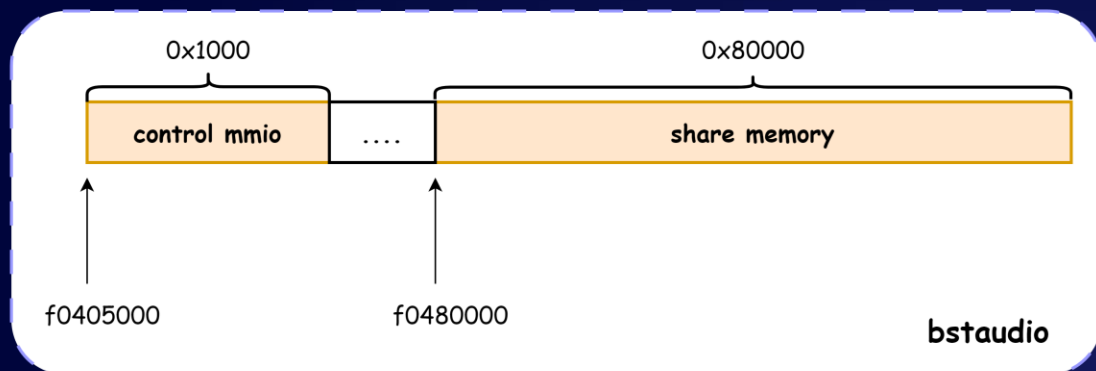 0x1000
0x80000
control mmio
....
share memory
f0405000
f0480000
bstaudio